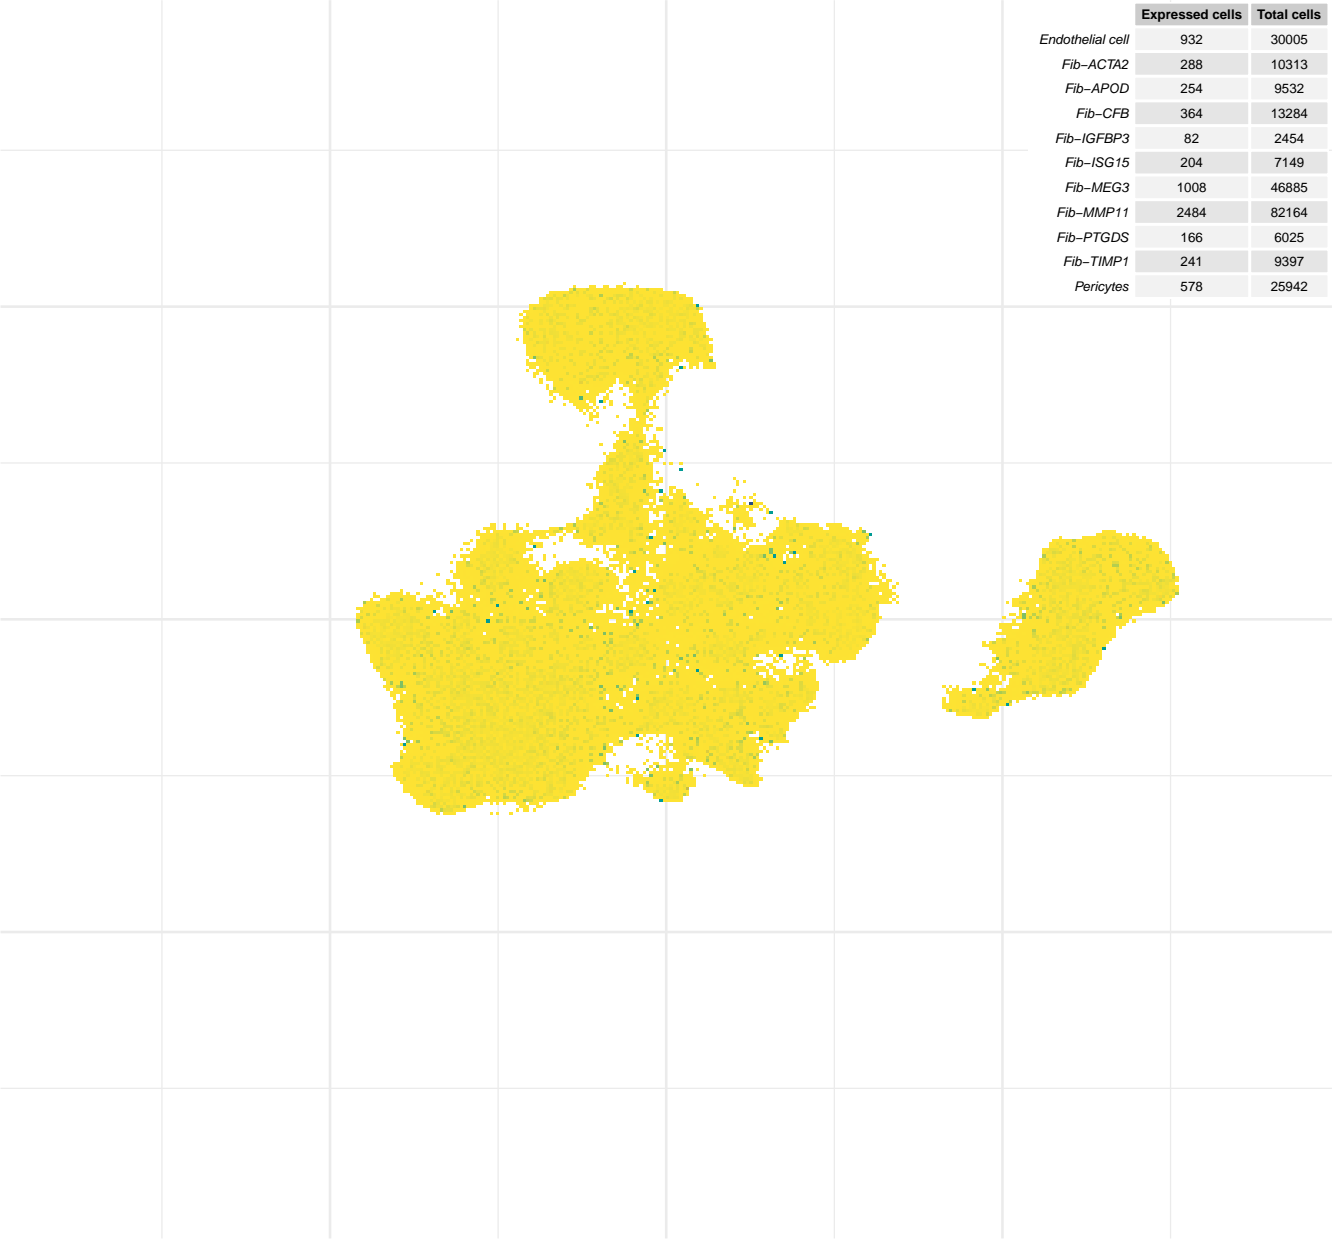 Expressed cells Total cells
Endothelial cell 932 30005
Fib−ACTA2 288 10313
Fib−APOD 254 9532
Fib−CFB 364 13284
Fib−IGFBP3 82 2454
Fib−ISG15 204 7149
Fib−MEG3 1008 46885
Fib−MMP11 2484 82164
Fib−PTGDS 166 6025
Fib−TIMP1 241 9397
Pericytes 578 25942